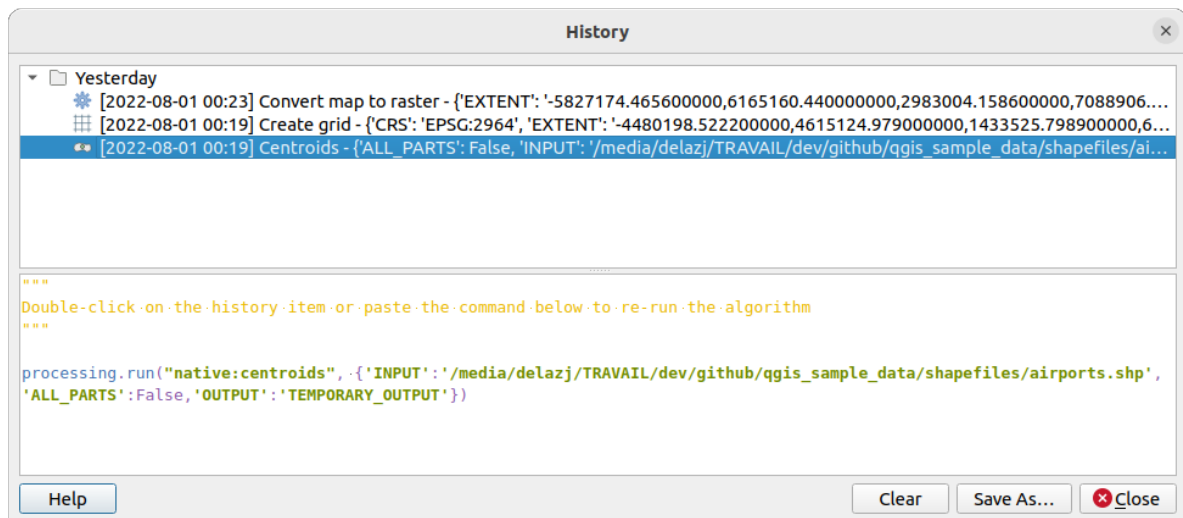 History
Yesterday
[2022-08-01 00:23] Convert map to raster - {'EXTENT': '-5827174.465600000,6165160.440000000,2983004.158600000,7088906....
[2022-08-01 00:19] Create grid - {'CRS': 'EPSG:2964', 'EXTENT': '-4480198.522200000,4615124.979000000,1433525.798900000,6...
[2022-08-01 00:19] Centroids - {'ALL_PARTS': False, 'INPUT': '/media/delazj/TRAVAIL/dev/github/qgis_sample_data/shapefiles/ai...
"""
Double-click·on·the·history·item·or·paste·the·command·below·to·re-run·the·algorithm
"""
processing.run("native:centroids",·{'INPUT':'/media/delazj/TRAVAIL/dev/github/qgis_sample_data/shapefiles/airports.shp',
'ALL_PARTS':False,'OUTPUT':'TEMPORARY_OUTPUT'})
Help
Clear
Save As...
Close